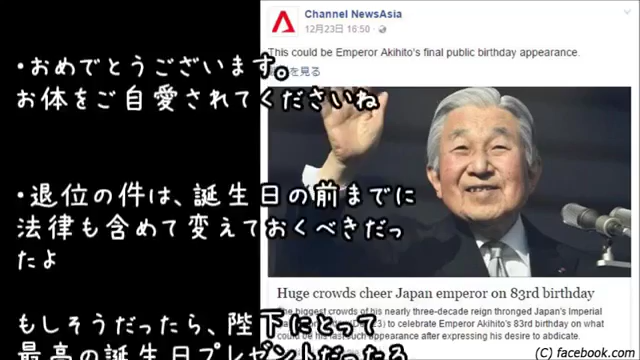 ・おめでとうございます。
お体をご自愛されてくださいね
・退位の件は、誕生日の前までに
法律も含めて変えておくべきだっ
たよ
もしそうだったら、陛下にとって
最高の誕生日プレゼントだったろ
Channel NewsAsia
12月23日 16:50
This could be Emperor Akihito's final public birthday appearance.
を見る
Huge crowds cheer Japan emperor on 83rd birthday
The biggest crowds of his nearly three-decade reign thronged Japan's Imperial
23) to celebrate Emperor Akihito's 83rd birthday on what
could be his last such appearance after expressing his desire to abdicate.
(c) facebook.com